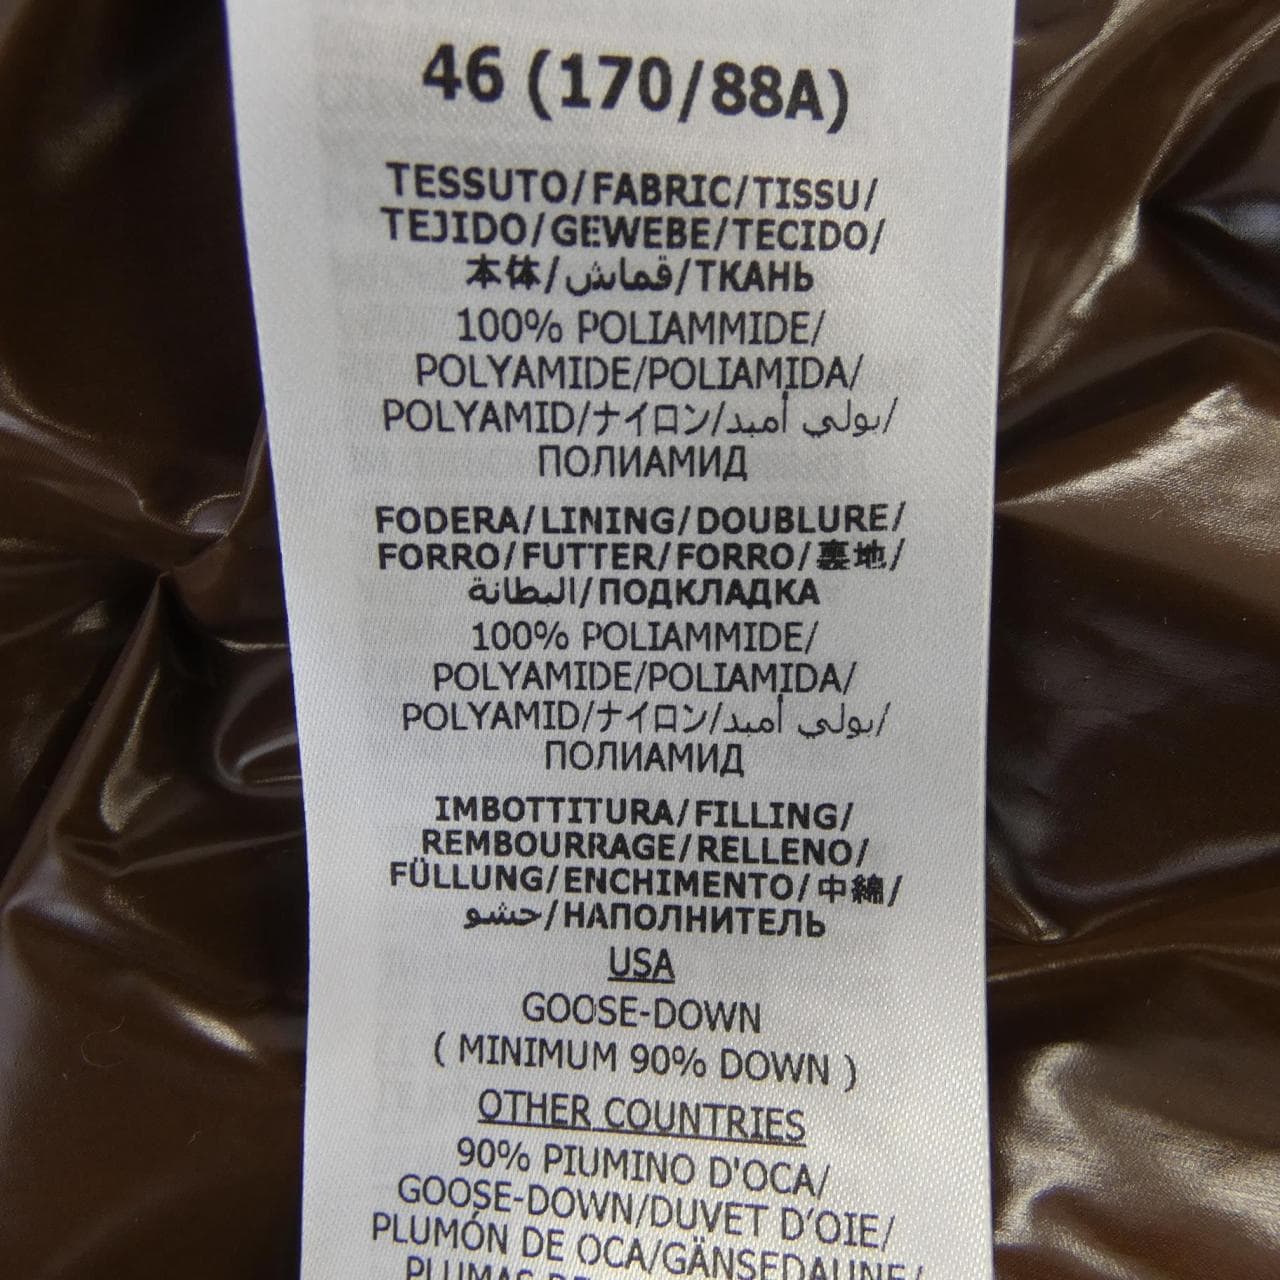 46 (170/88A)
TESSUTO/FABRIC/TISSU/
TEJIDO/GEWEBE/TECIDO/
本体/قماش/ТКАНЬ
100% POLIAMMIDE/
POLYAMIDE/POLIAMIDA/
POLYAMID/ナイロン/بولي أميد/
ПОЛИАМИД
FODERA/LINING/DOUBLURE/
FORRO/FUTTER/FORRO/裏地/
البطانة/ПОДКЛАДКА
100% POLIAMMIDE/
POLYAMIDE/POLIAMIDA/
POLYAMID/ナイロン/بولي أميد/
ПОЛИАМИД
IMBOTTITURA/FILLING/
REMBOURRAGE/RELLENO/
FÜLLUNG/ENCHIMENTO/中綿/
حشو/НАПОЛНИТЕЛЬ
USA
GOOSE-DOWN
( MINIMUM 90% DOWN )
OTHER COUNTRIES
90% PIUMINO D'OCA/
GOOSE-DOWN/DUVET D'OIE/
PLUMÓN DE OCA/GÄNSEDAUNE/
PLUMAS DE